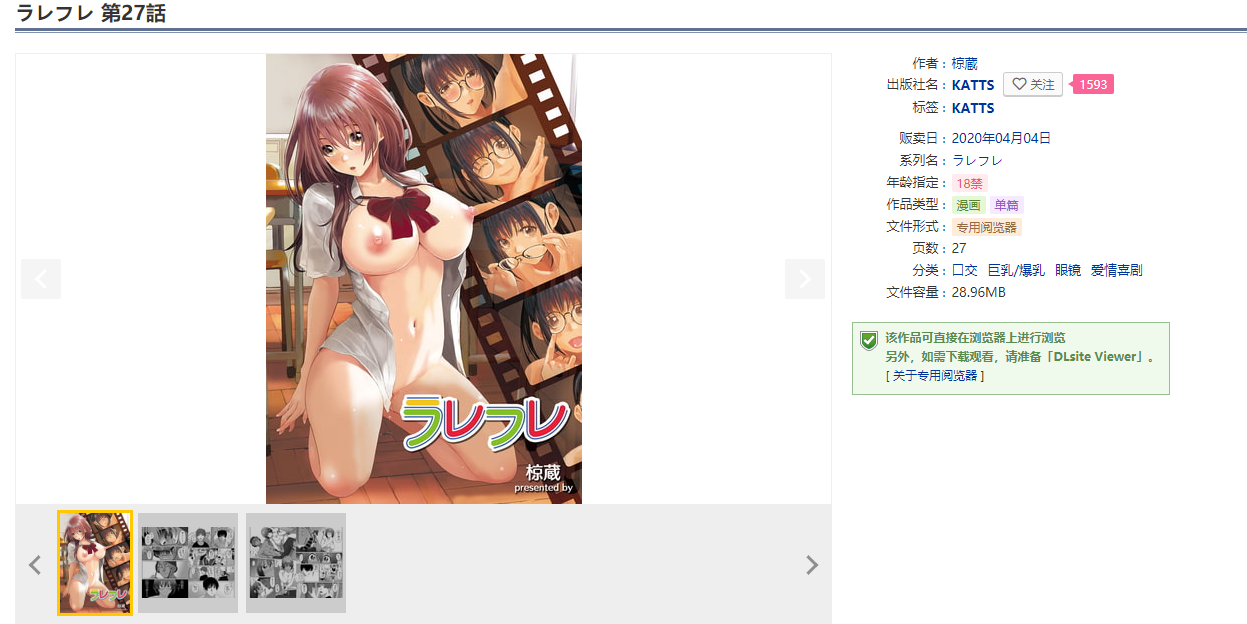 ラレフレ 第27話
作者 : 椋蔵
出版社名 : KATTS 关注 1593
标签 : KATTS
贩卖日 : 2020年04月04日
系列名 : ラレフレ
年龄指定 : 18禁
作品类型 : 漫画 单篇
文件形式 : 专用阅览器
页数 : 27
分类 : 口交 巨乳/爆乳 眼镜 爱情喜剧
文件容量 : 28.96MB
该作品可直接在浏览器上进行浏览
另外，如需下载观看，请准备「DLsite Viewer」。
[ 关于专用阅览器 ]
ラレフレ
椋蔵
presented by